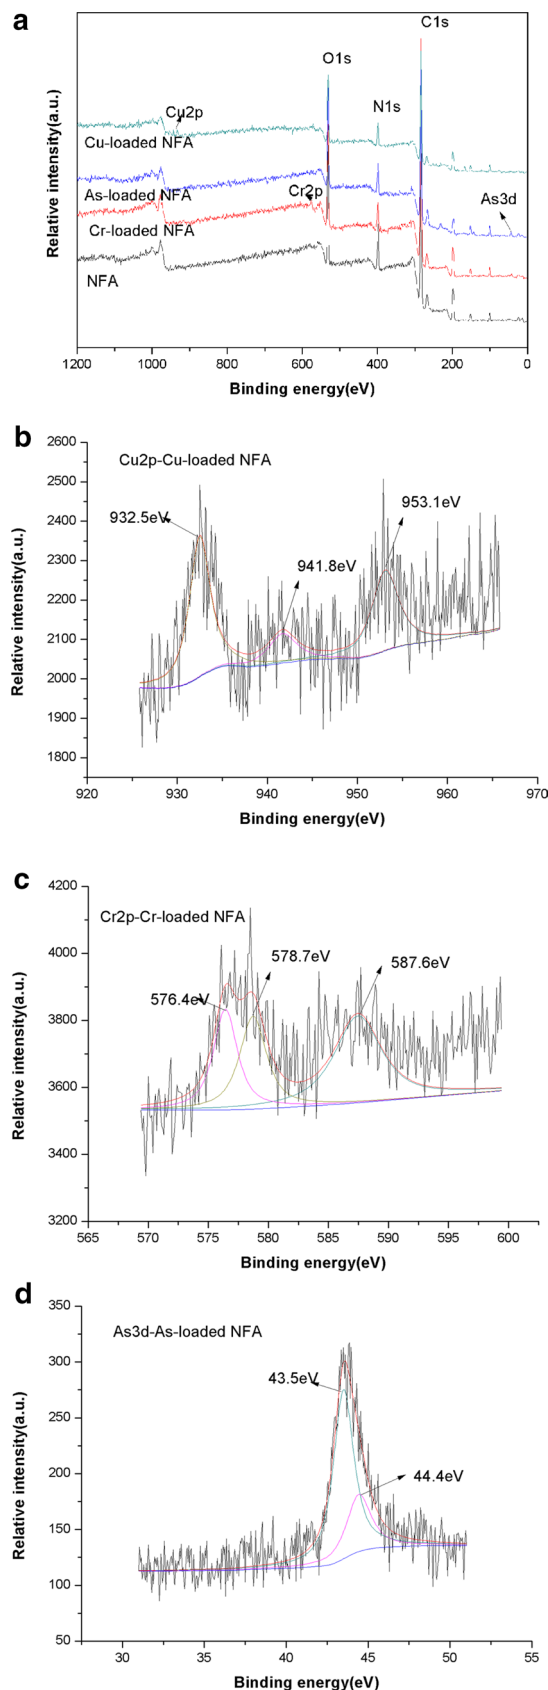 a
C1s
O1s
N1s
Cu2p
Cu-loaded NFA
As-loaded NFA
Cr2p
As3d
Cr-loaded NFA
NFA
Relative intensity(a.u.)
1200 1000 800 600 400 200 0
Binding energy(eV)
b
Cu2p-Cu-loaded NFA
932.5eV
953.1eV
941.8eV
2600
2500
2400
2300
2200
2100
2000
1900
1800
Relative intensity(a.u.)
920 930 940 950 960 970
Binding energy(eV)
c
Cr2p-Cr-loaded NFA
578.7eV
587.6eV
576.4eV
4200
4000
3800
3600
3400
3200
Relative intensity(a.u.)
565 570 575 580 585 590 595 600
Binding energy(eV)
d
As3d-As-loaded NFA
43.5eV
44.4eV
350
300
250
200
150
100
50
Relative intensity(a.u.)
30 35 40 45 50 55
Binding energy(eV)